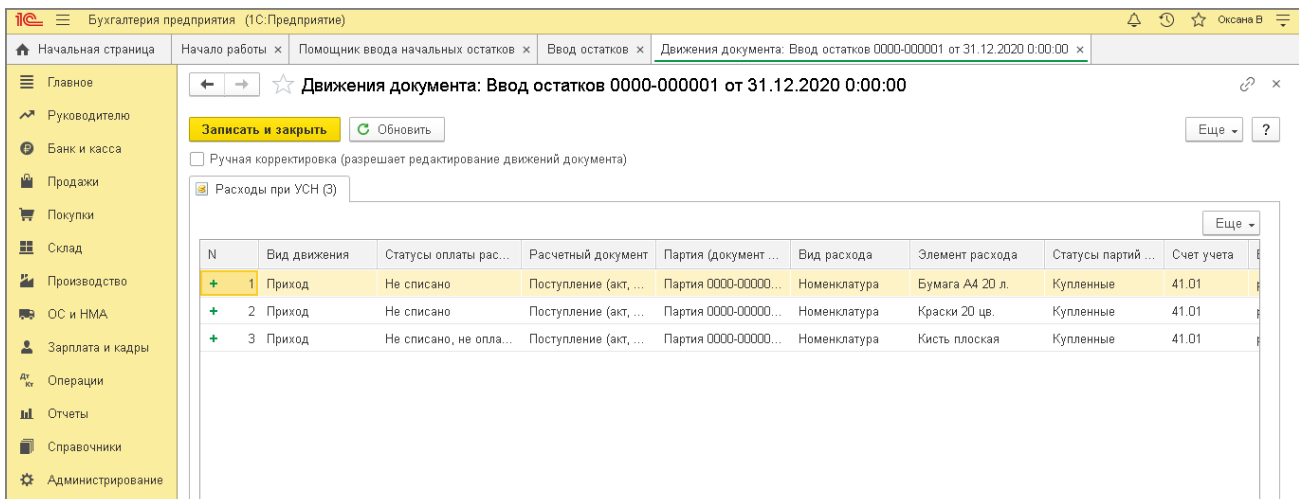 1С Бухгалтерия предприятия (1С:Предприятие) Оксана В
Начальная страница Начало работы × Помощник ввода начальных остатков × Ввод остатков × Движения документа: Ввод остатков 0000-000001 от 31.12.2020 0:00:00 ×
Главное
Движения документа: Ввод остатков 0000-000001 от 31.12.2020 0:00:00
Руководителю
Записать и закрыть Обновить Еще ?
Банк и касса
Ручная корректировка (разрешает редактирование движений документа)
Продажи
Расходы при УСН (3)
Покупки
Еще
Склад
N Вид движения Статусы оплаты рас... Расчетный документ Партия (документ ... Вид расхода Элемент расхода Статусы партий ... Счет учета
Производство
+ 1 Приход Не списано Поступление (акт, ... Партия 0000-00000... Номенклатура Бумага А4 20 л. Купленные 41.01
ОС и НМА
+ 2 Приход Не списано Поступление (акт, ... Партия 0000-00000... Номенклатура Краски 20 цв. Купленные 41.01
Зарплата и кадры
+ 3 Приход Не списано, не опла... Поступление (акт, ... Партия 0000-00000... Номенклатура Кисть плоская Купленные 41.01
Дт Кт Операции
Отчеты
Справочники
Администрирование